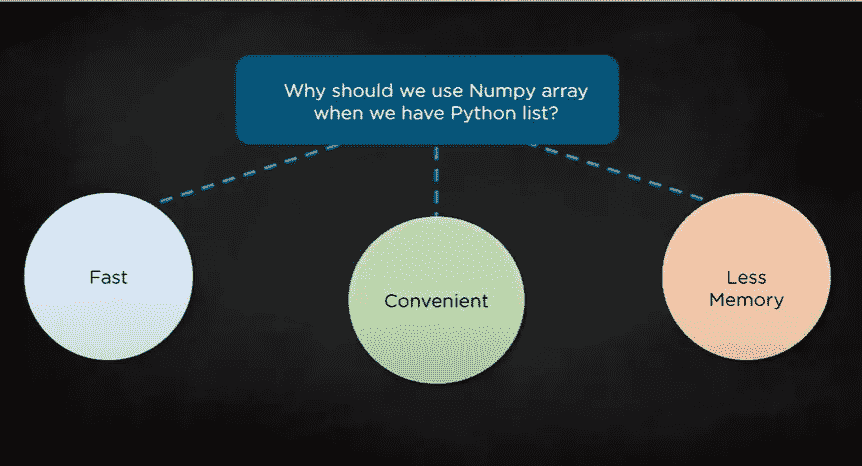 Why should we use Numpy array
when we have Python list?
Fast
Convenient
Less
Memory